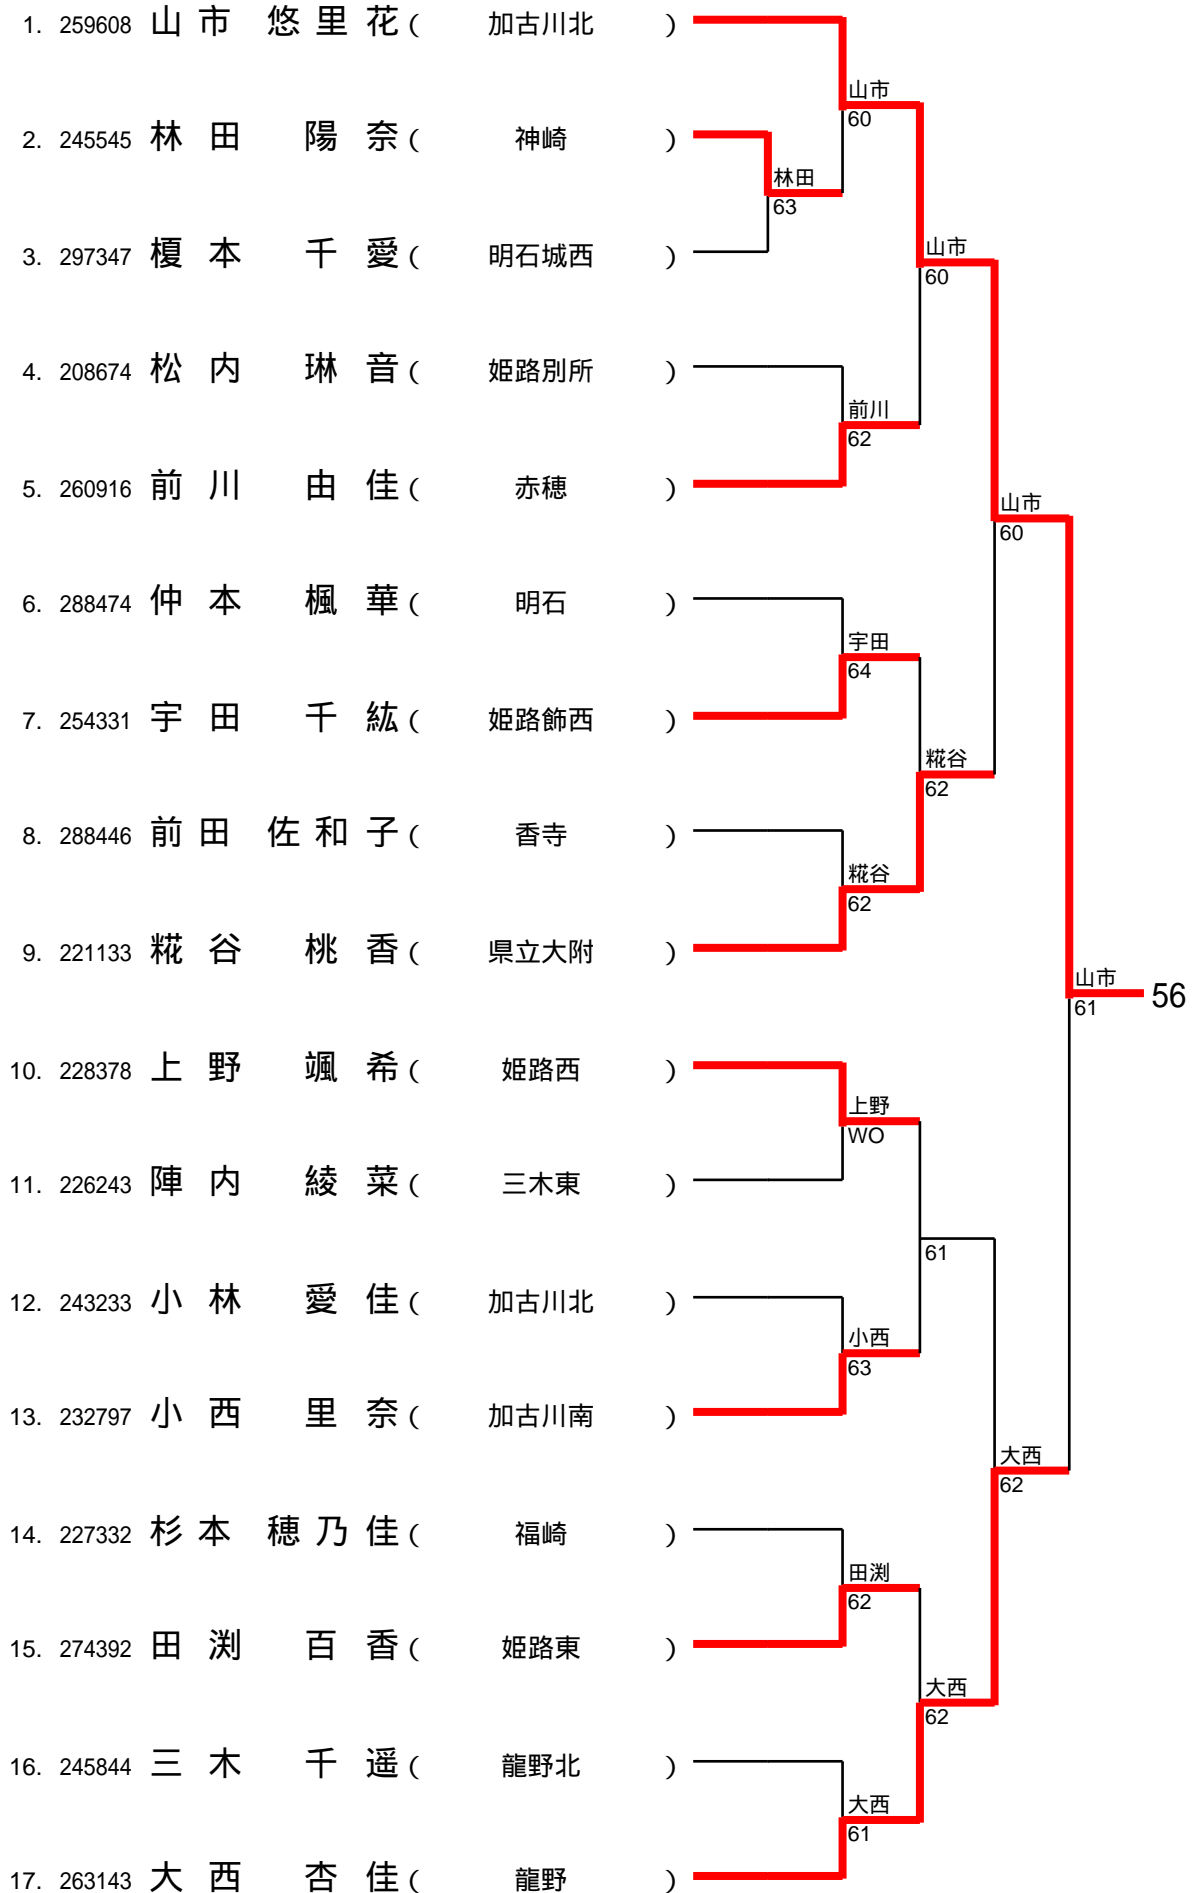 1. 259608 山市 悠里花 ( 加古川北 )
山市
60
2. 245545 林田 陽奈 ( 神崎 )
林田
63
3. 297347 榎本 千愛 ( 明石城西 )
山市
60
4. 208674 松内 琳音 ( 姫路別所 )
前川
62
5. 260916 前川 由佳 ( 赤穂 )
山市
60
6. 288474 仲本 楓華 ( 明石 )
宇田
64
7. 254331 宇田 千紘 ( 姫路飾西 )
糀谷
62
8. 288446 前田 佐和子 ( 香寺 )
糀谷
62
9. 221133 糀谷 桃香 ( 県立大附 )
山市
61
56
10. 228378 上野 颯希 ( 姫路西 )
上野
WO
11. 226243 陣内 綾菜 ( 三木東 )
61
12. 243233 小林 愛佳 ( 加古川北 )
小西
63
13. 232797 小西 里奈 ( 加古川南 )
大西
62
14. 227332 杉本 穂乃佳 ( 福崎 )
田渕
62
15. 274392 田渕 百香 ( 姫路東 )
大西
62
16. 245844 三木 千遥 ( 龍野北 )
大西
61
17. 263143 大西 杏佳 ( 龍野 )